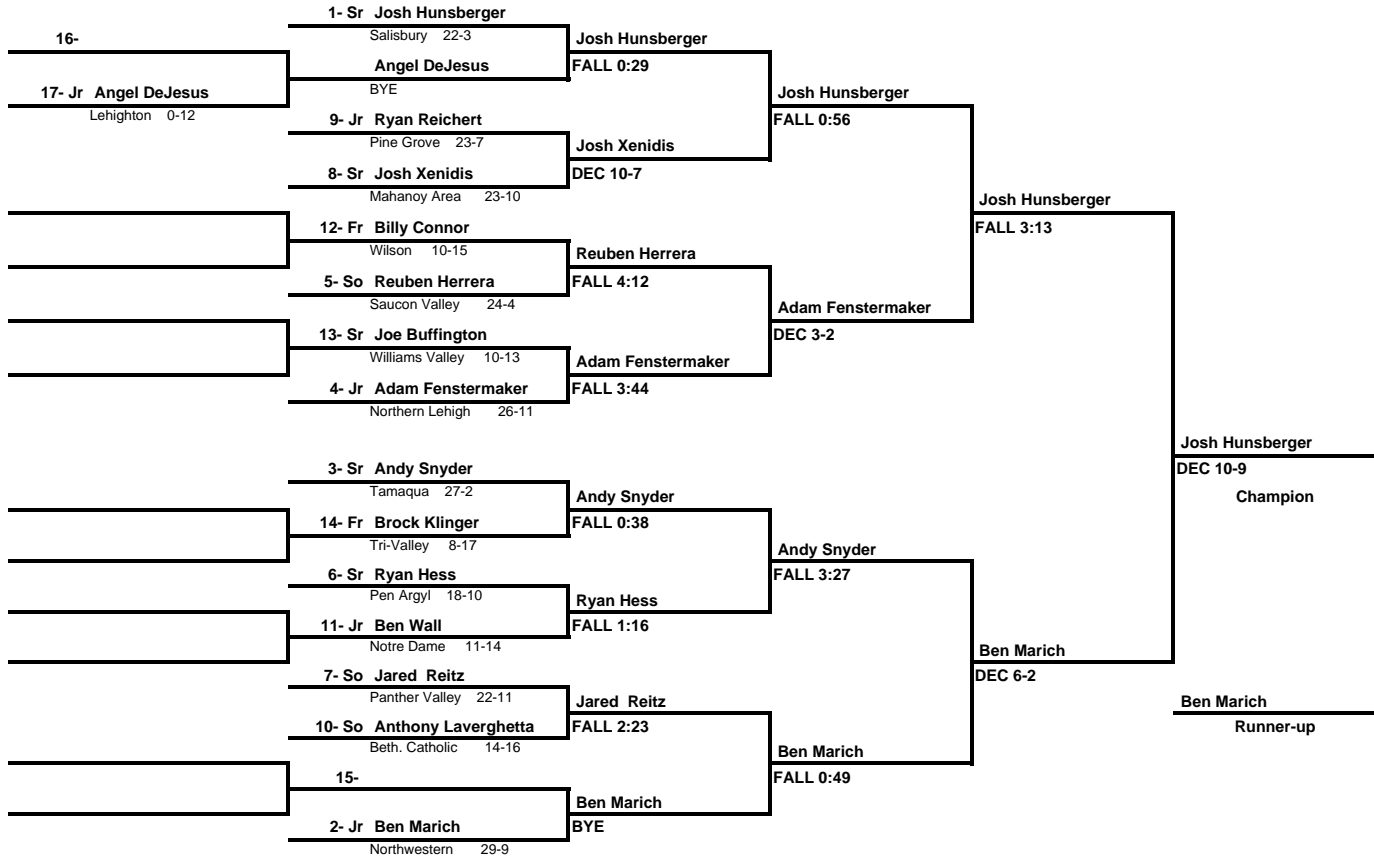 16-
17- Jr Angel DeJesus
Lehighton 0-12
1- Sr Josh Hunsberger
Salisbury 22-3
Angel DeJesus
BYE
9- Jr Ryan Reichert
Pine Grove 23-7
8- Sr Josh Xenidis
Mahanoy Area 23-10
12- Fr Billy Connor
Wilson 10-15
5- So Reuben Herrera
Saucon Valley 24-4
13- Sr Joe Buffington
Williams Valley 10-13
4- Jr Adam Fenstermaker
Northern Lehigh 26-11
3- Sr Andy Snyder
Tamaqua 27-2
14- Fr Brock Klinger
Tri-Valley 8-17
6- Sr Ryan Hess
Pen Argyl 18-10
11- Jr Ben Wall
Notre Dame 11-14
7- So Jared Reitz
Panther Valley 22-11
10- So Anthony Laverghetta
Beth. Catholic 14-16
15-
2- Jr Ben Marich
Northwestern 29-9
Josh Hunsberger
FALL 0:29
Josh Xenidis
DEC 10-7
Reuben Herrera
FALL 4:12
Adam Fenstermaker
FALL 3:44
Andy Snyder
FALL 0:38
Ryan Hess
FALL 1:16
Jared Reitz
FALL 2:23
Ben Marich
BYE
Josh Hunsberger
FALL 0:56
Adam Fenstermaker
DEC 3-2
Andy Snyder
FALL 3:27
Ben Marich
FALL 0:49
Josh Hunsberger
FALL 3:13
Ben Marich
DEC 6-2
Josh Hunsberger
DEC 10-9
Champion
Ben Marich
Runner-up